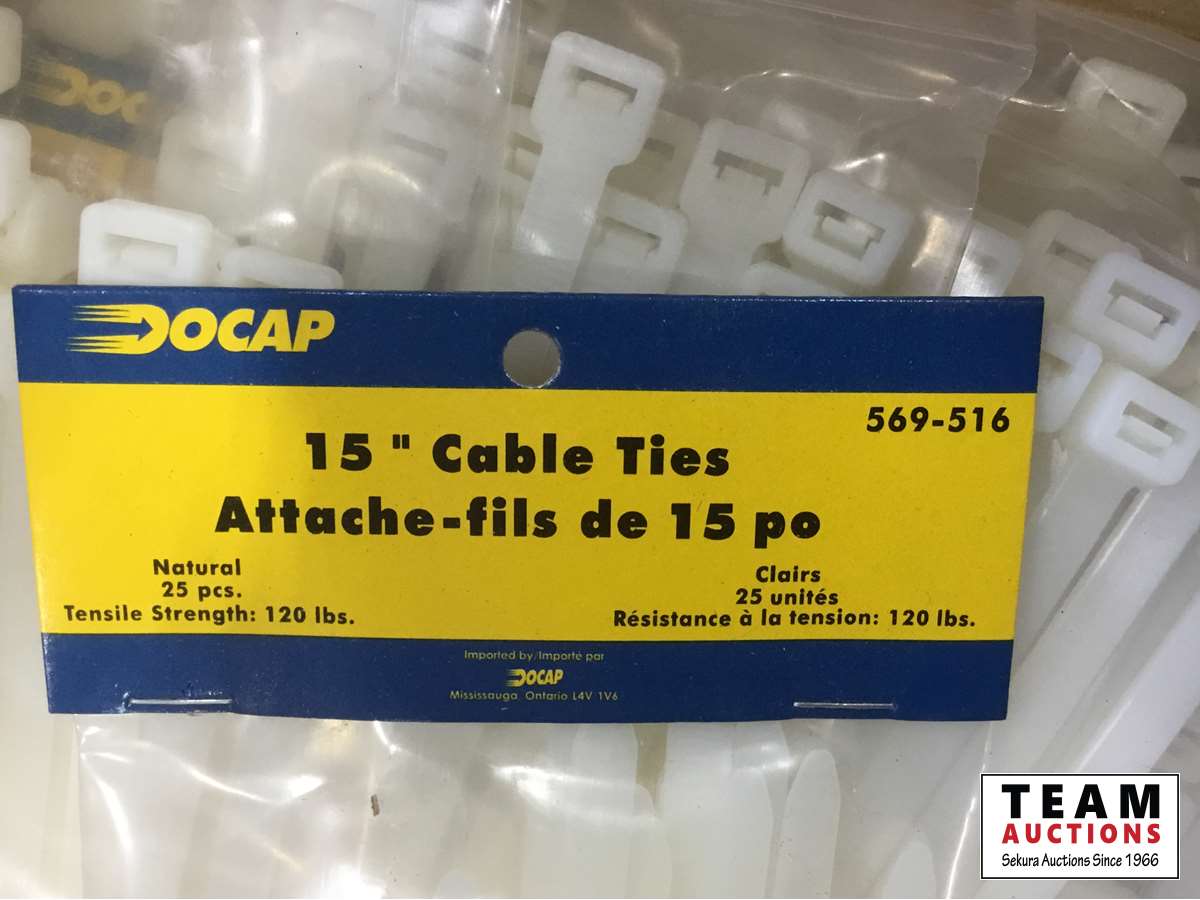 DOCAP
DOCAP
569-516
15 " Cable Ties
Attache-fils de 15 po
Natural
25 pcs.
Tensile Strength: 120 lbs.
Clairs
25 unités
Résistance à la tension: 120 lbs.
Imported by/Importé par
DOCAP
Mississauga, Ontario L4V 1V6
TEAM
AUCTIONS
Sekura Auctions Since 1966